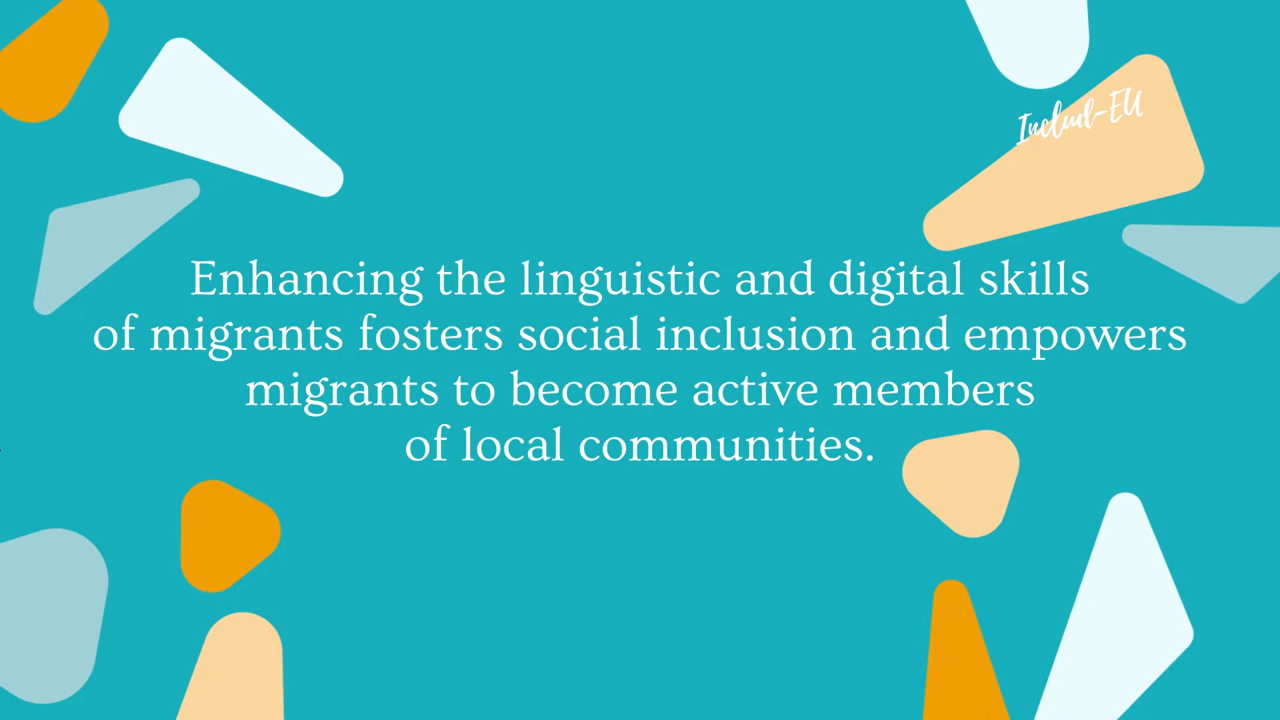 Includ-EU
Enhancing the linguistic and digital skills
of migrants fosters social inclusion and empowers
migrants to become active members
of local communities.